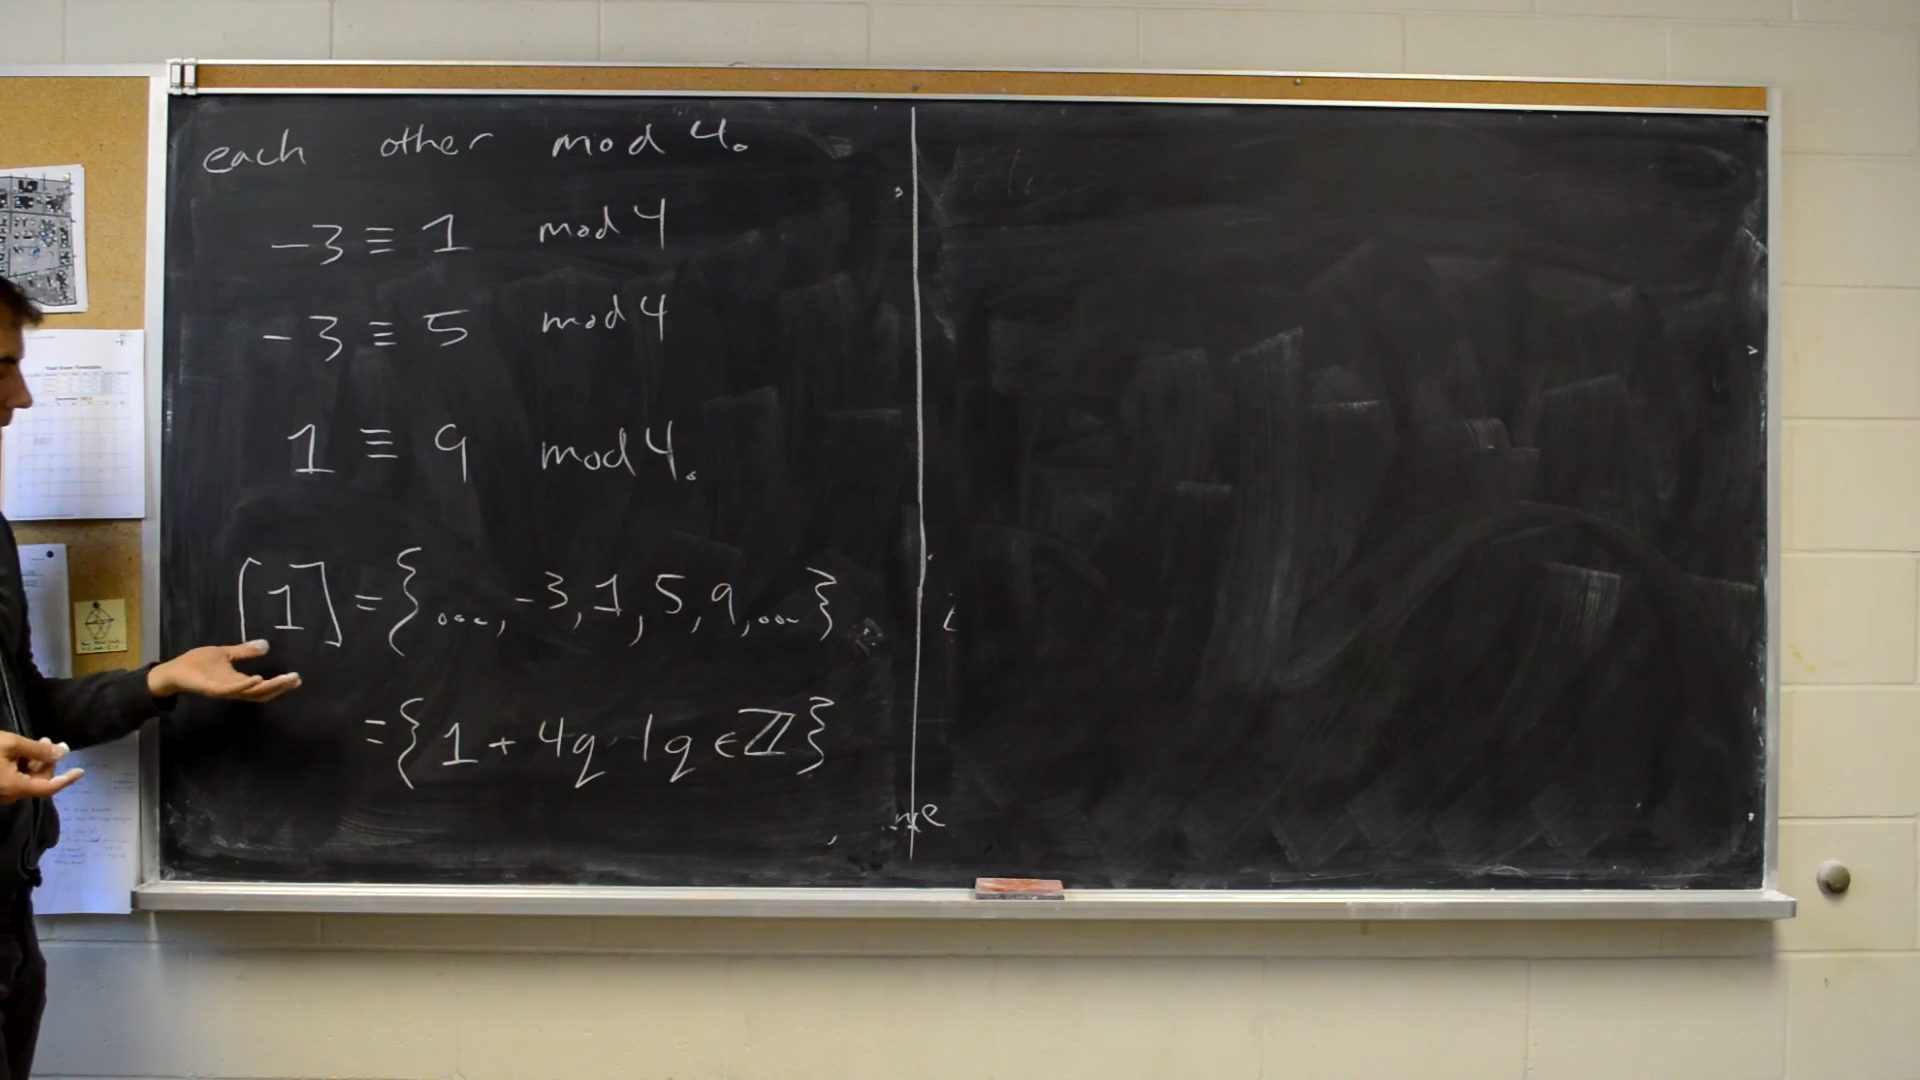 each other mod 4.
-3 ≡ 1 mod 4
-3 ≡ 5 mod 4
1 ≡ 9 mod 4.
[1] = {..., -3, 1, 5, 9, ...}
= {1 + 4q | q ∈ ℤ}